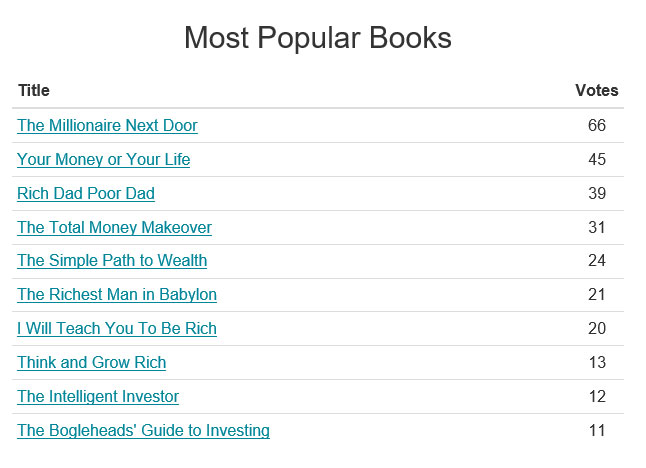 Most Popular Books
Title Votes
The Millionaire Next Door 66
Your Money or Your Life 45
Rich Dad Poor Dad 39
The Total Money Makeover 31
The Simple Path to Wealth 24
The Richest Man in Babylon 21
I Will Teach You To Be Rich 20
Think and Grow Rich 13
The Intelligent Investor 12
The Bogleheads' Guide to Investing 11